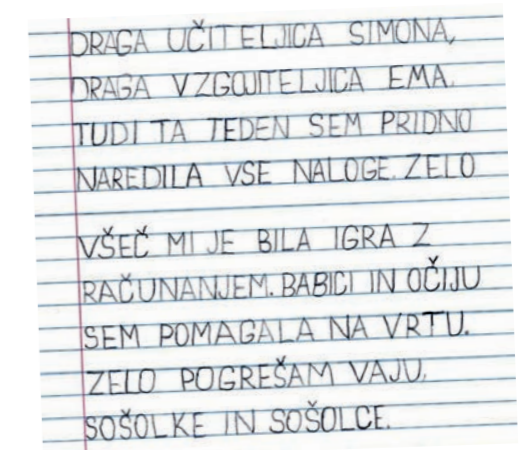 DRAGA UČITELJICA SIMONA,
DRAGA VZGOJITELJICA EMA.
TUDI TA TEDEN SEM PRIDNO
NAREDILA VSE NALOGE. ZELO
VŠEČ MI JE BILA IGRA Z
RAČUNANJEM. BABICI IN OČIJU
SEM POMAGALA NA VRTU.
ZELO POGREŠAM VAJU,
SOŠOLKE IN SOŠOLCE.